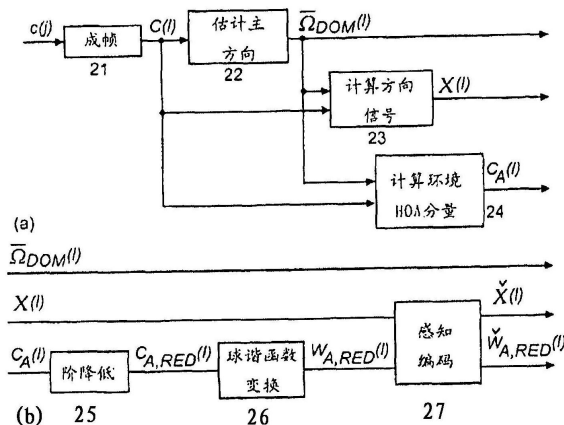 c(j)
成帧
21
C(l)
估计主
方向
22
Ω̅DOM(l)
计算方向
信号
23
X(l)
计算环境
HOA分量
24
CA(l)
(a)
Ω̅DOM(l)
X(l)
CA(l)
阶降低
25
CA,RED(l)
球谐函数
变换
26
WA,RED(l)
感知
编码
27
X̌(l)
W̌A,RED(l)
(b)